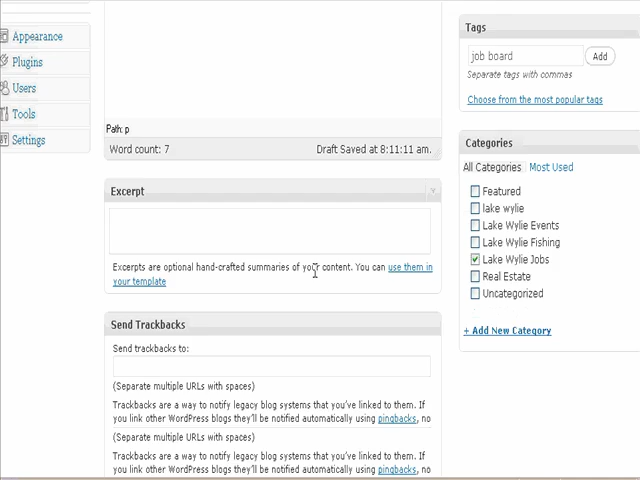 Appearance
Plugins
Users
Tools
Settings
Path: p
Word count: 7
Draft Saved at 8:11:11 am.
Excerpt
Excerpts are optional hand-crafted summaries of your content. You can use them in
your template
Send Trackbacks
Send trackbacks to:
(Separate multiple URLs with spaces)
Trackbacks are a way to notify legacy blog systems that you've linked to them. If
you link other WordPress blogs they'll be notified automatically using pingbacks, no
(Separate multiple URLs with spaces)
Trackbacks are a way to notify legacy blog systems that you've linked to them. If
you link other WordPress blogs they'll be notified automatically using pingbacks, no
Tags
job board
Add
Separate tags with commas
Choose from the most popular tags
Categories
All Categories
Most Used
Featured
lake wylie
Lake Wylie Events
Lake Wylie Fishing
Lake Wylie Jobs
Real Estate
Uncategorized
+ Add New Category